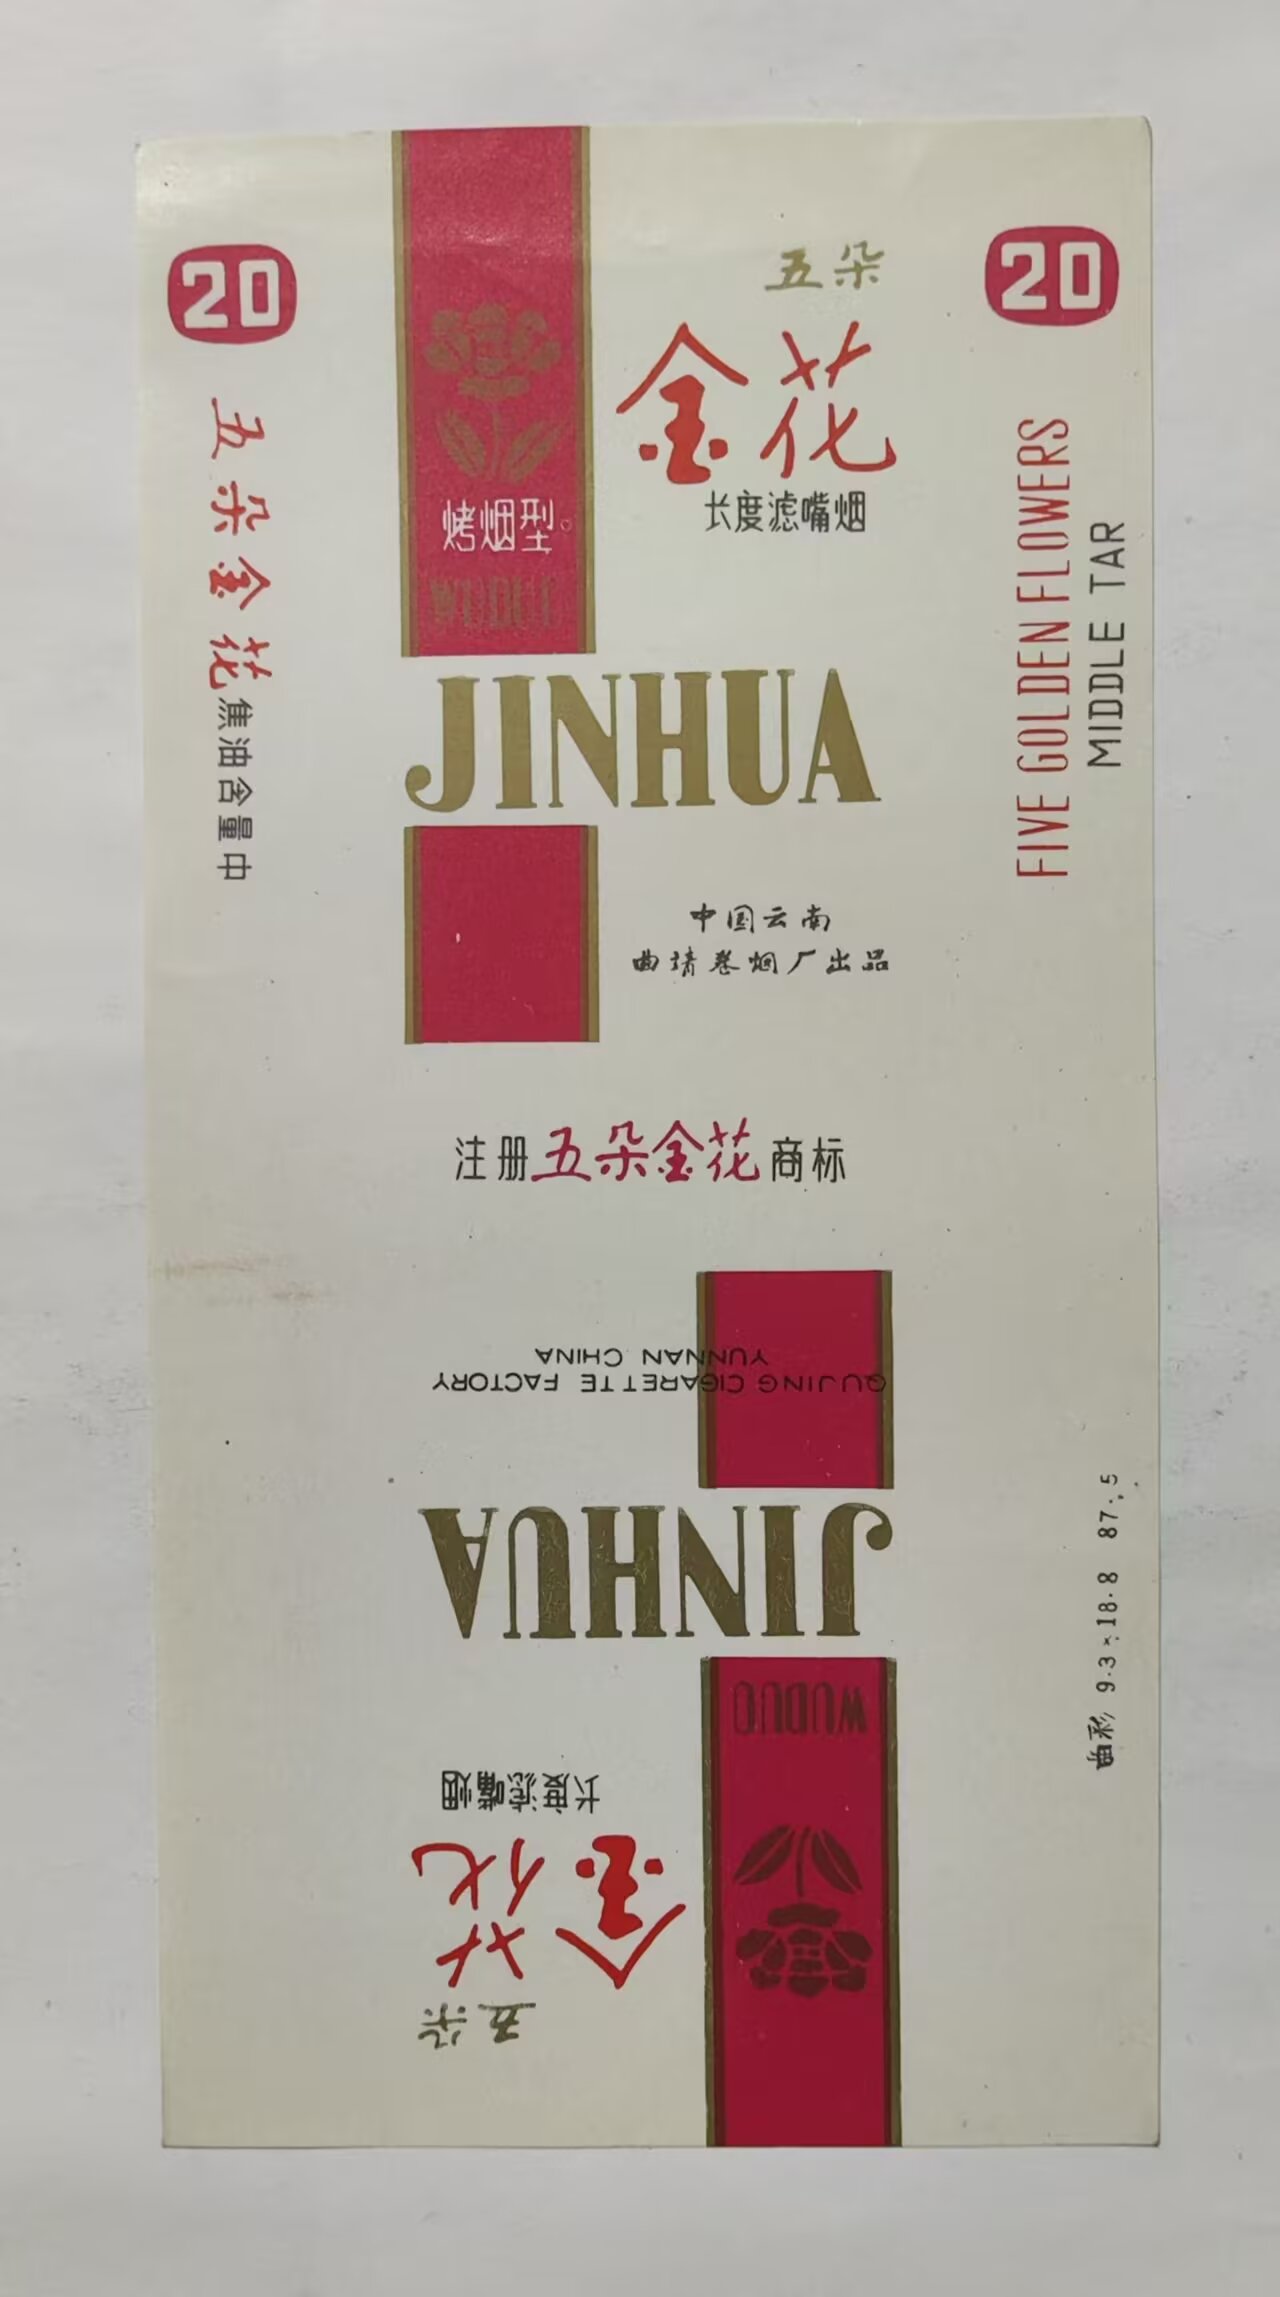 20
五朵金花
焦油含量中
烤烟型
WUDUO
五朵
金花
长度滤嘴烟
JINHUA
中国云南
曲靖卷烟厂出品
20
FIVE GOLDEN FLOWERS
MIDDLE TAR
注册五朵金花商标
QUJING CIGARETTE FACTORY
YUNNAN CHINA
JINHUA
WUDUO
长度滤嘴烟
金花
五朵
9·3×18·8 87·5